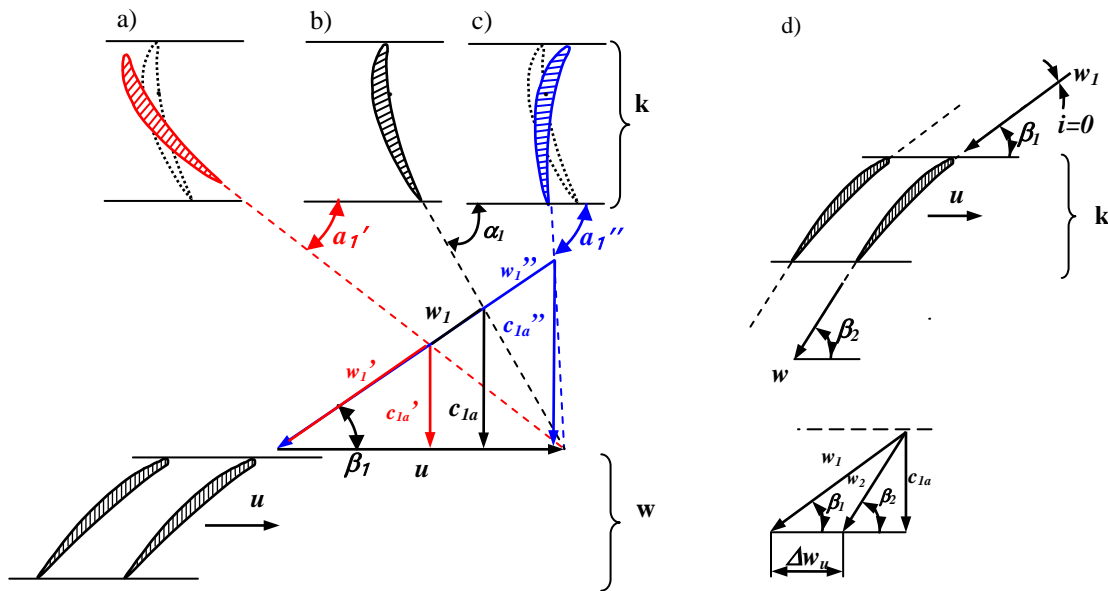 a)
b)
c)
d)
k
a₁'
α₁
a₁''
w₁''
w₁
c₁ₐ''
w₁'
c₁ₐ'
c₁ₐ
β₁
u
u
w
w₁
i=0
β₁
u
k
β₂
w
w₁
w₂
c₁ₐ
β₁
β₂
Δwᵤ